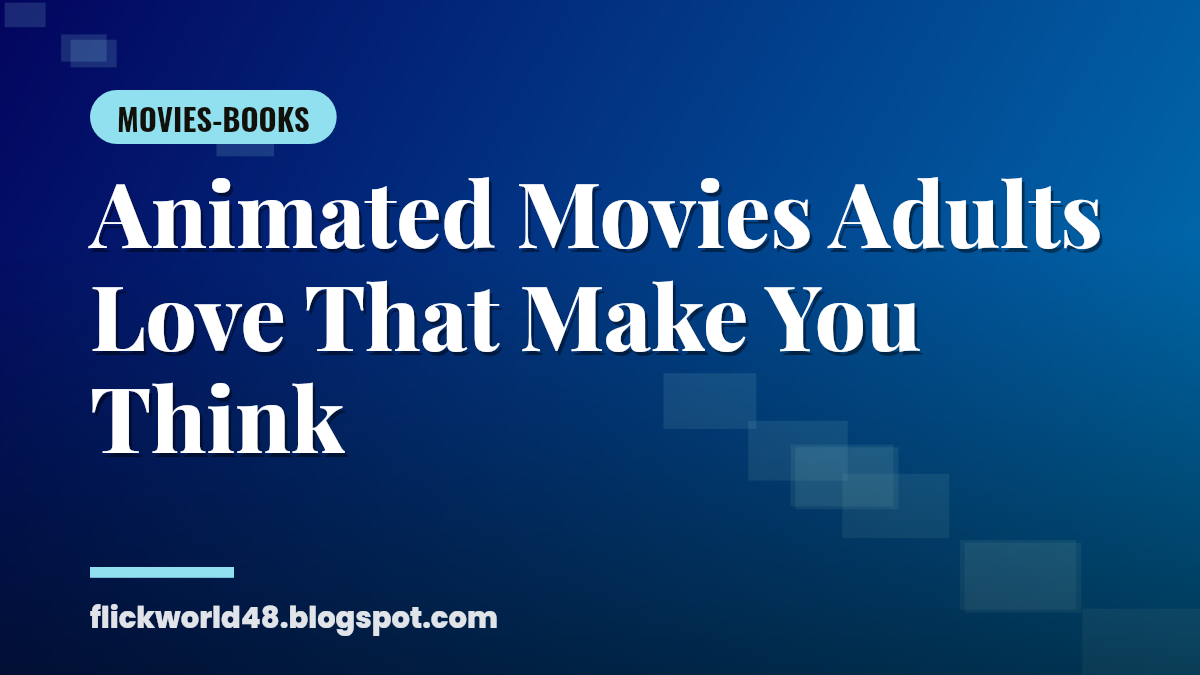 MOVIES-BOOKS
Animated Movies Adults
Love That Make You
Think
flickworld48.blogspot.com